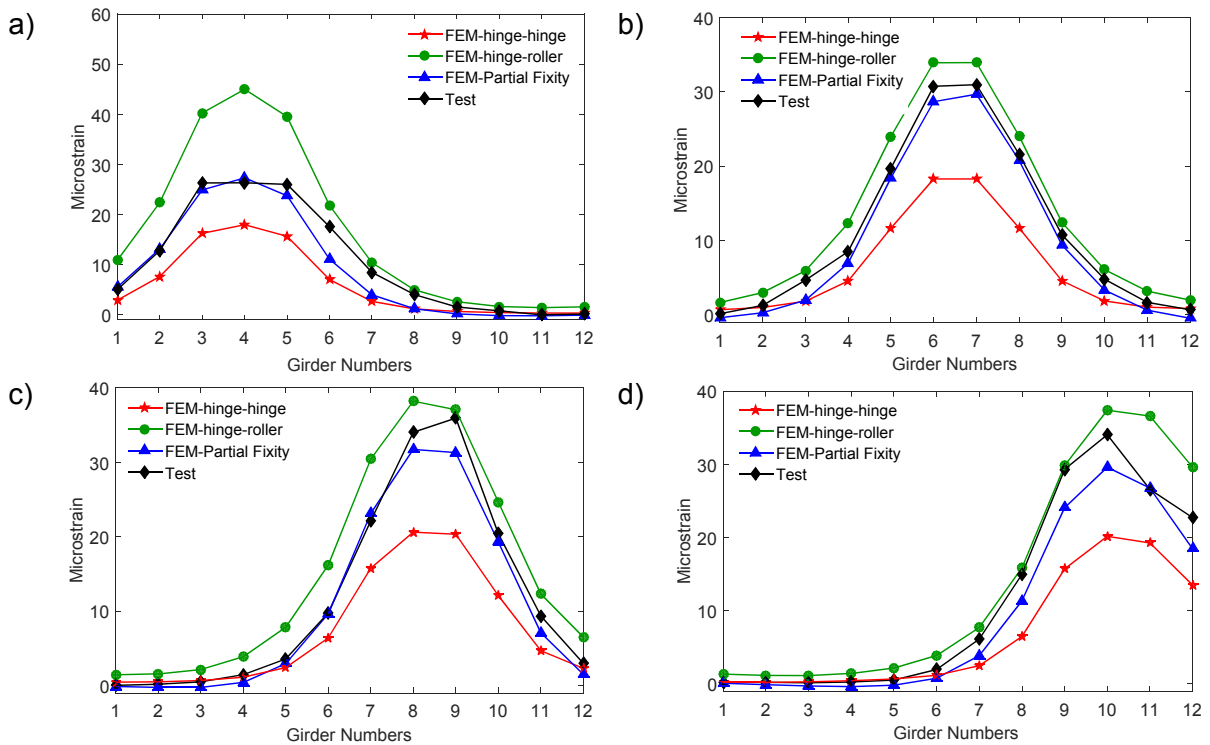 a)
60
50
40
30
20
10
0
Microstrain
FEM-hinge-hinge
FEM-hinge-roller
FEM-Partial Fixity
Test
1 2 3 4 5 6 7 8 9 10 11 12
Girder Numbers
b)
40
30
20
10
0
Microstrain
FEM-hinge-hinge
FEM-hinge-roller
FEM-Partial Fixity
Test
1 2 3 4 5 6 7 8 9 10 11 12
Girder Numbers
c)
40
30
20
10
0
Microstrain
FEM-hinge-hinge
FEM-hinge-roller
FEM-Partial Fixity
Test
1 2 3 4 5 6 7 8 9 10 11 12
Girder Numbers
d)
40
30
20
10
0
Microstrain
FEM-hinge-hinge
FEM-hinge-roller
FEM-Partial Fixity
Test
1 2 3 4 5 6 7 8 9 10 11 12
Girder Numbers